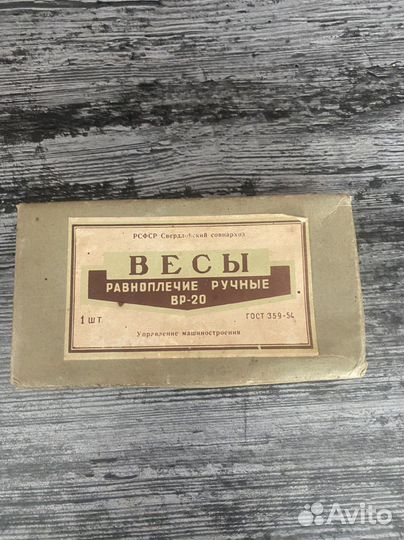 РСФСР Свердловский совнархоз
ВЕСЫ
РАВНОПЛЕЧИЕ РУЧНЫЕ
ВР-20
1 ШТ.
ГОСТ 359-54
Управление машиностроения
Avito